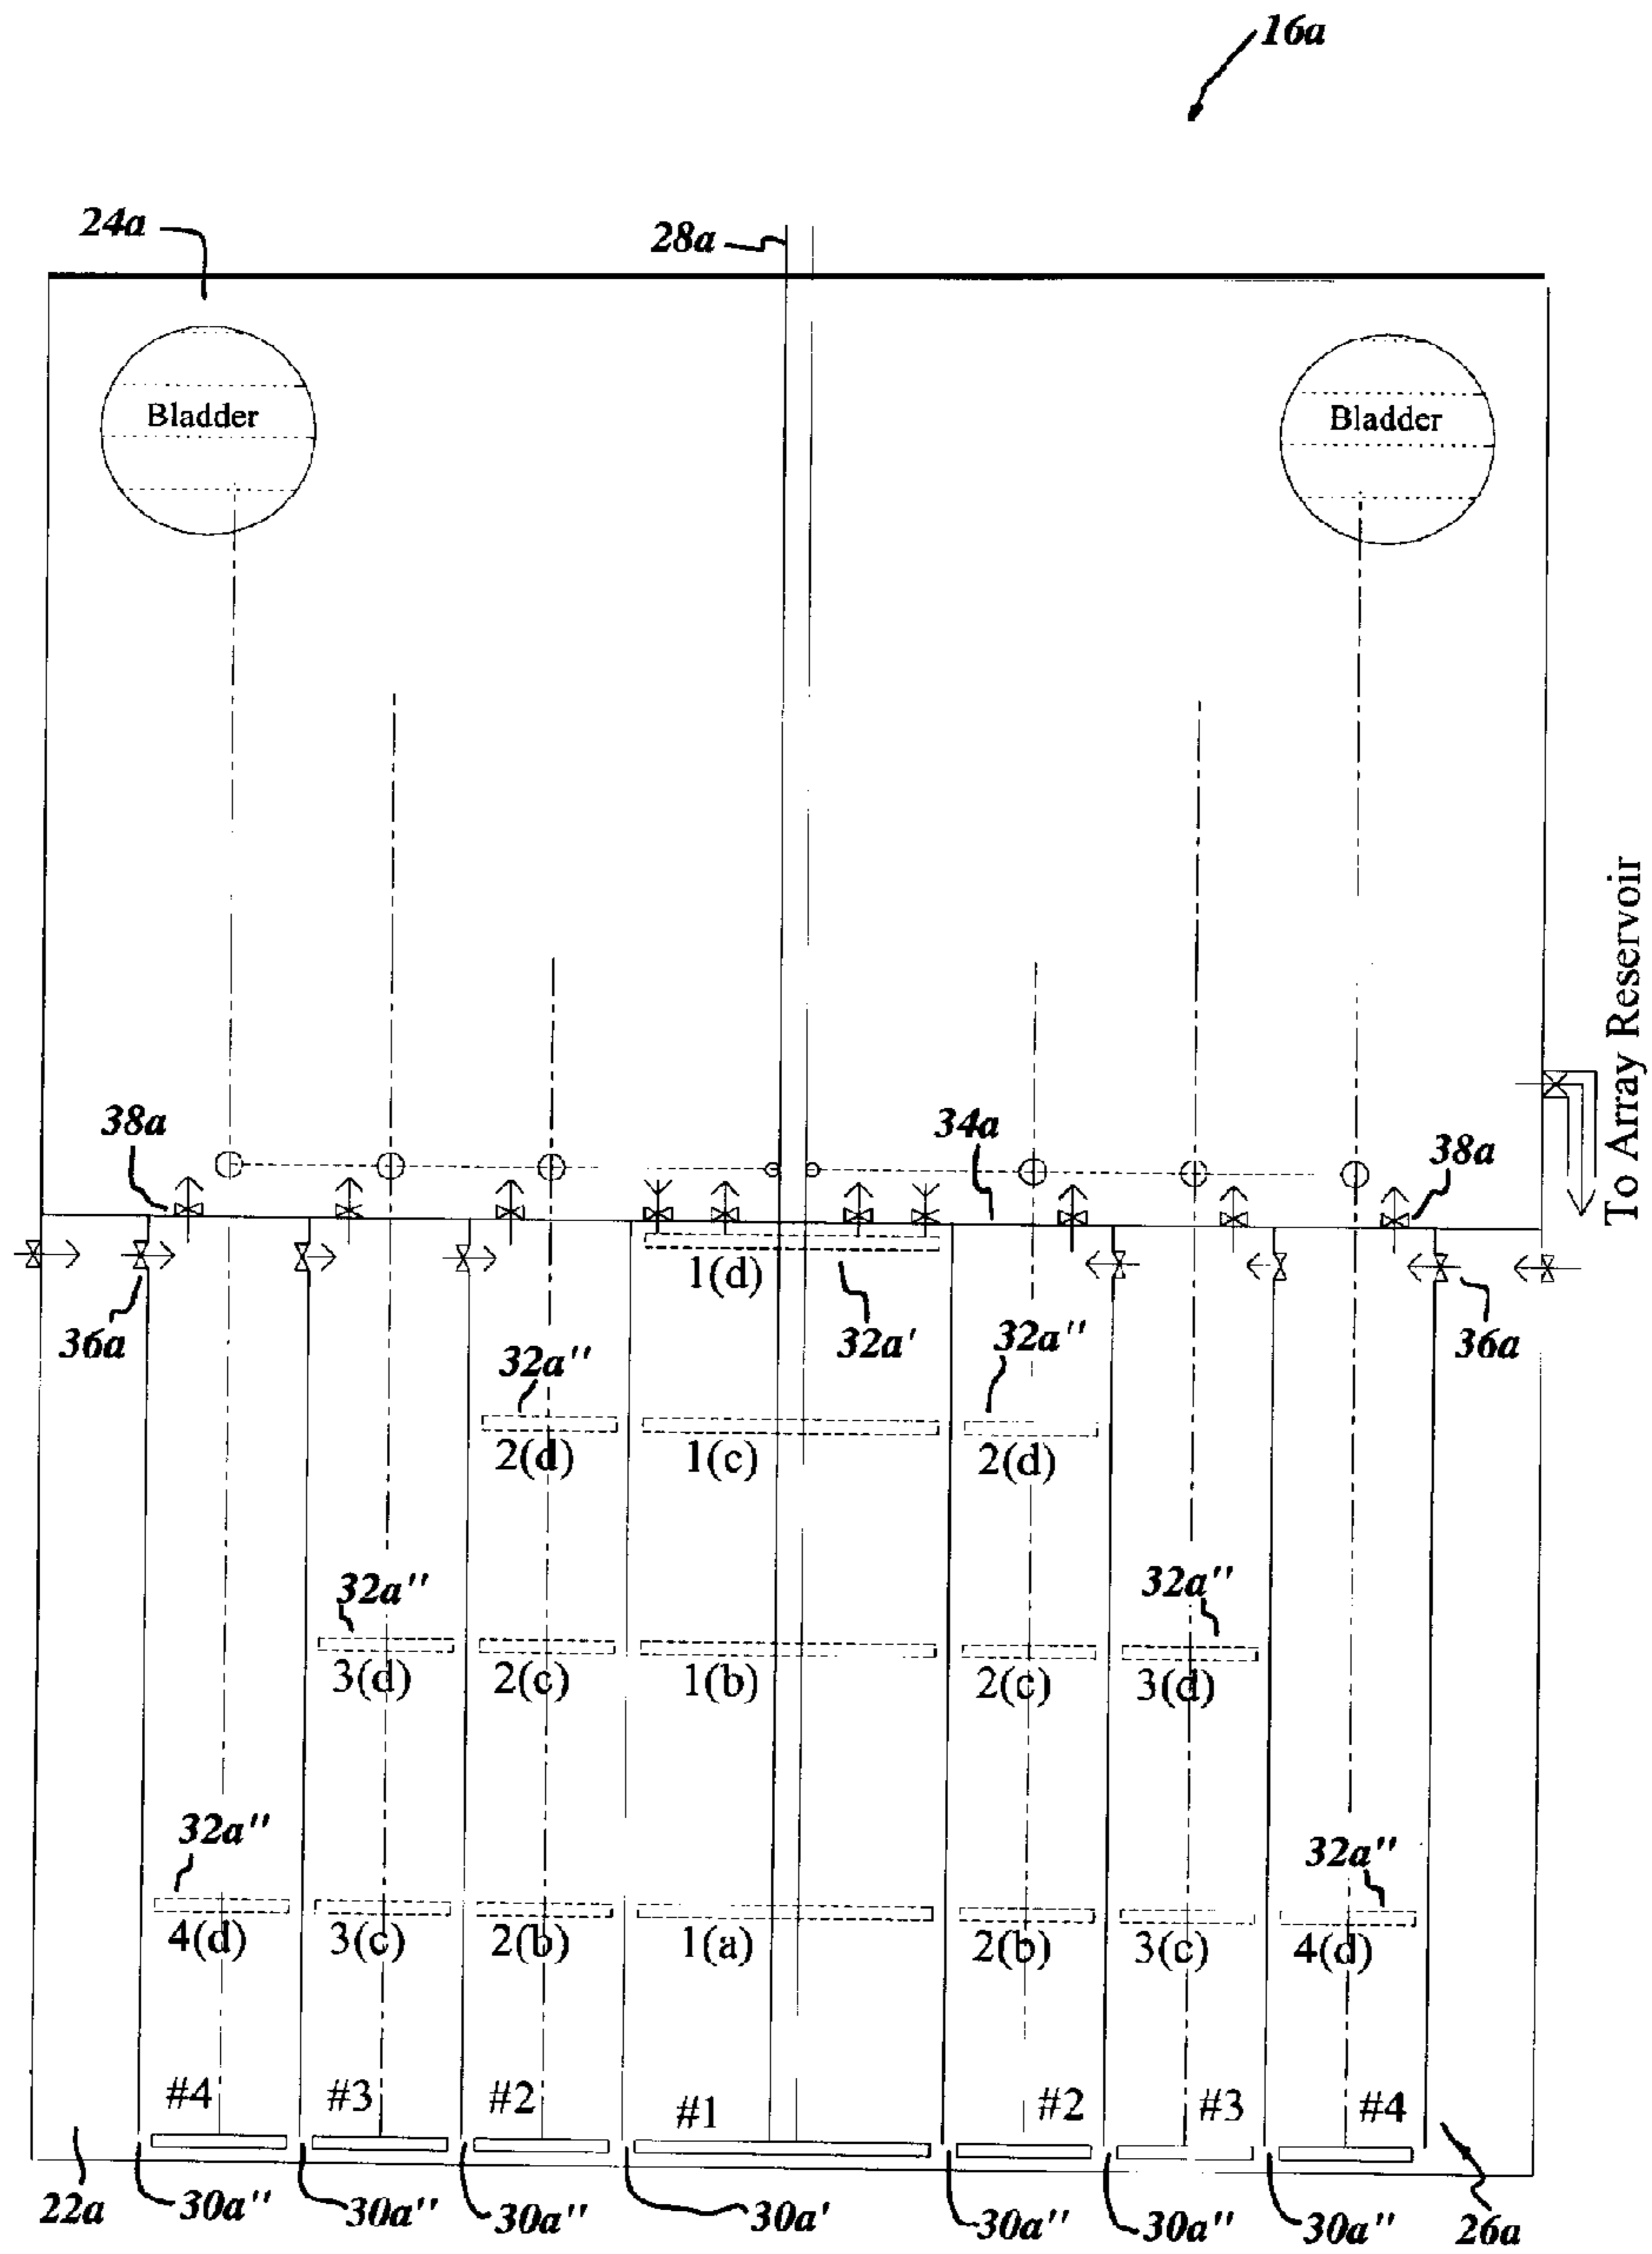 16a
24a
28a
Bladder
Bladder
To Array Reservoir
38a
34a
38a
1(d)
36a
32a'
36a
32a"
32a"
2(d)
1(c)
2(d)
32a"
32a"
3(d)
2(c)
1(b)
2(c)
3(d)
32a"
32a"
4(d)
3(c)
2(b)
1(a)
2(b)
3(c)
4(d)
#4
#3
#2
#1
#2
#3
#4
22a
30a"
30a"
30a"
30a'
30a"
30a"
30a"
26a